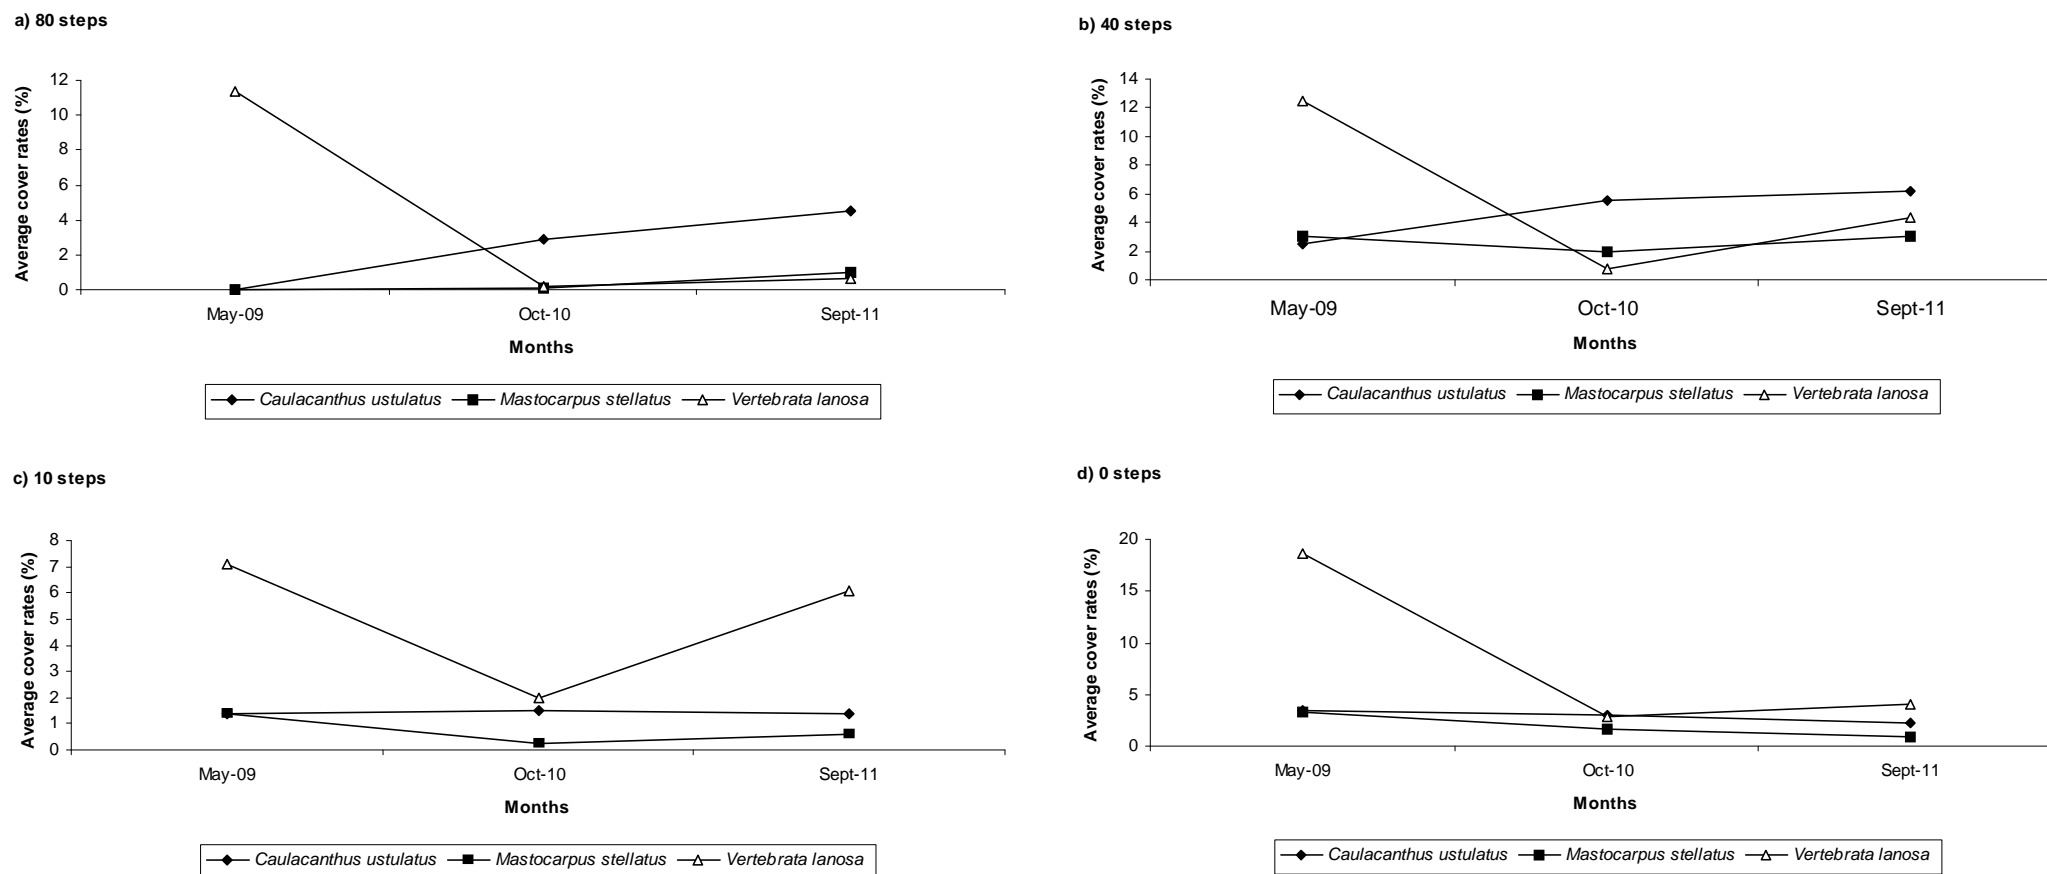 a) 80 steps
Average cover rates (%)
12
10
8
6
4
2
0
May-09 Oct-10 Sept-11
Months
Caulacanthus ustulatus Mastocarpus stellatus Vertebrata lanosa
b) 40 steps
Average cover rates (%)
14
12
10
8
6
4
2
0
May-09 Oct-10 Sept-11
Months
Caulacanthus ustulatus Mastocarpus stellatus Vertebrata lanosa
c) 10 steps
Average cover rates (%)
8
7
6
5
4
3
2
1
0
May-09 Oct-10 Sept-11
Months
Caulacanthus ustulatus Mastocarpus stellatus Vertebrata lanosa
d) 0 steps
Average cover rates (%)
20
15
10
5
0
May-09 Oct-10 Sept-11
Months
Caulacanthus ustulatus Mastocarpus stellatus Vertebrata lanosa